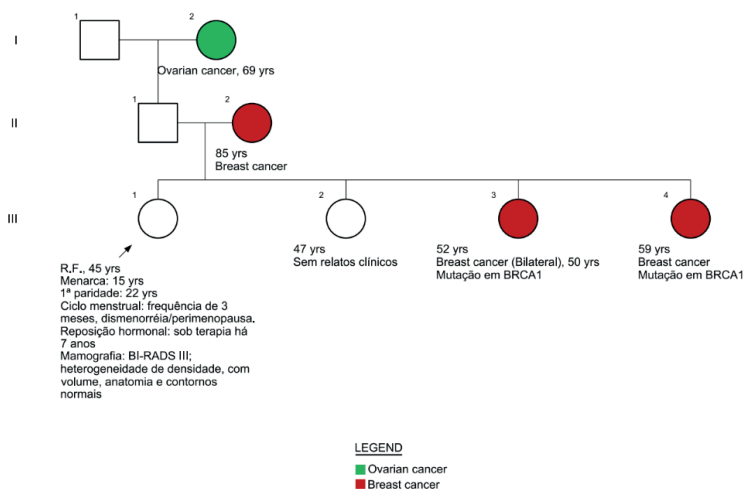 1
2
I
Ovarian cancer, 69 yrs
1
2
II
85 yrs
Breast cancer
1
2
3
4
III
R.F., 45 yrs
Menarca: 15 yrs
1ª paridade: 22 yrs
Ciclo menstrual: frequência de 3
meses, dismenorréia/perimenopausa.
Reposição hormonal: sob terapia há
7 anos
Mamografia: BI-RADS III;
heterogeneidade de densidade, com
volume, anatomia e contornos
normais
47 yrs
Sem relatos clínicos
52 yrs
Breast cancer (Bilateral), 50 yrs
Mutação em BRCA1
59 yrs
Breast cancer
Mutação em BRCA1
LEGEND
Ovarian cancer
Breast cancer